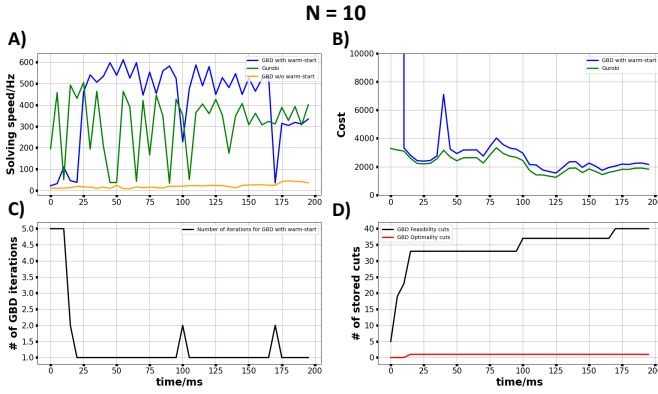 N = 10
A)
B)
Solving speed/Hz
600
500
400
300
200
100
0
0 25 50 75 100 125 150 175 200
GBD with warm-start
Gurobi
GBD w/o warm-start
Cost
10000
8000
6000
4000
2000
0
0 25 50 75 100 125 150 175 200
GBD with warm-start
Gurobi
C)
D)
# of GBD iterations
5.0
4.5
4.0
3.5
3.0
2.5
2.0
1.5
1.0
0 25 50 75 100 125 150 175 200
time/ms
Number of iterations for GBD with warm-start
# of stored cuts
40
35
30
25
20
15
10
5
0
0 25 50 75 100 125 150 175 200
time/ms
GBD Feasibility cuts
GBD Optimality cuts